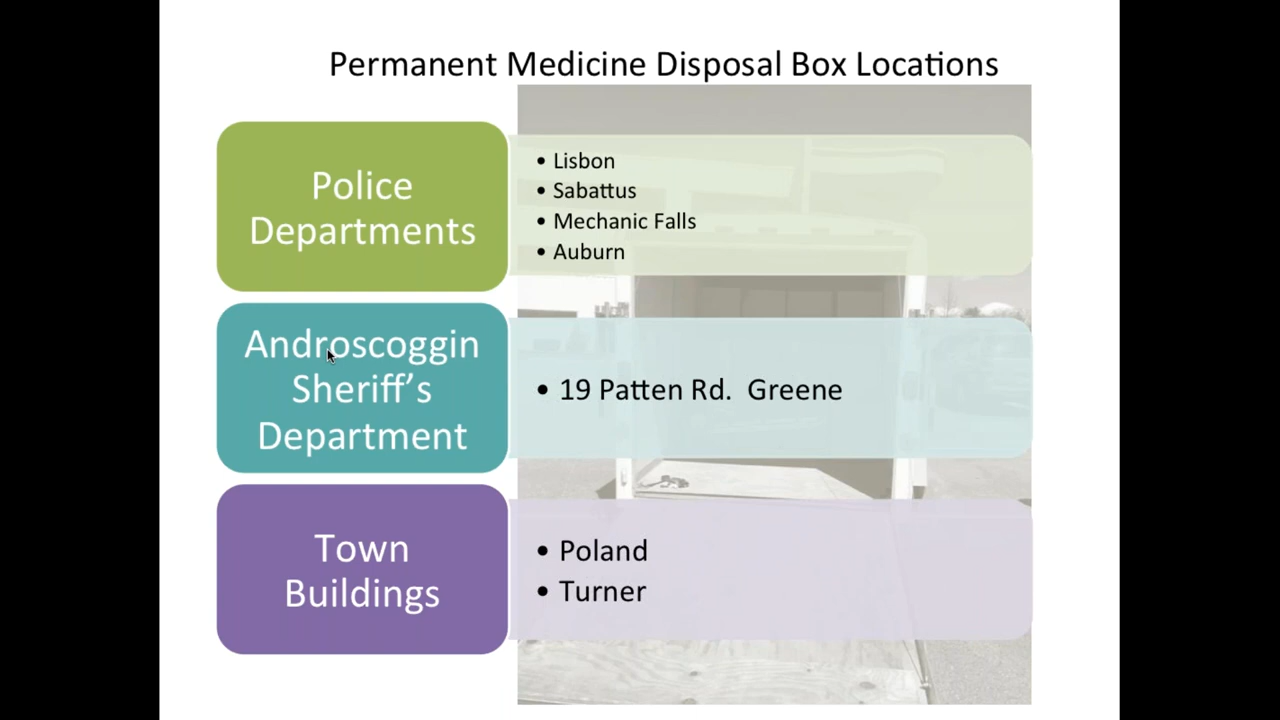 Permanent Medicine Disposal Box Locations
Police
Departments
• Lisbon
• Sabattus
• Mechanic Falls
• Auburn
Androscoggin
Sheriff’s
Department
• 19 Patten Rd.  Greene
Town
Buildings
• Poland
• Turner